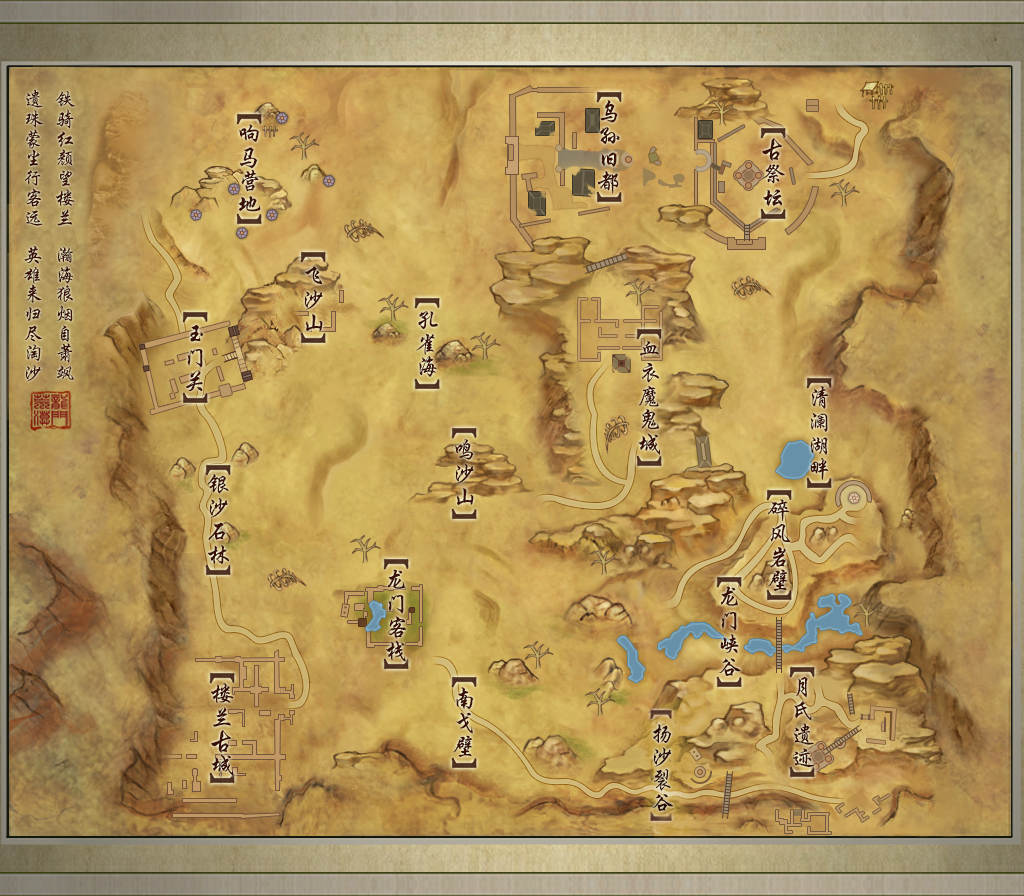 铁骑红颜望楼兰 瀚海狼烟自萧飒
遗珠蒙尘行客远 英雄来归尽淘沙
龍門
【乌孙旧都】
【响马营地】
【古祭坛】
【飞沙山】
【孔雀海】
【玉门关】
【血衣魔鬼城】
【清澜湖畔】
【鸣沙山】
【银沙石林】
【碎风岩壁】
【龙门客栈】
【龙门峡谷】
【楼兰古城】
【南戈壁】
【月氏遗迹】
【扬沙裂谷】